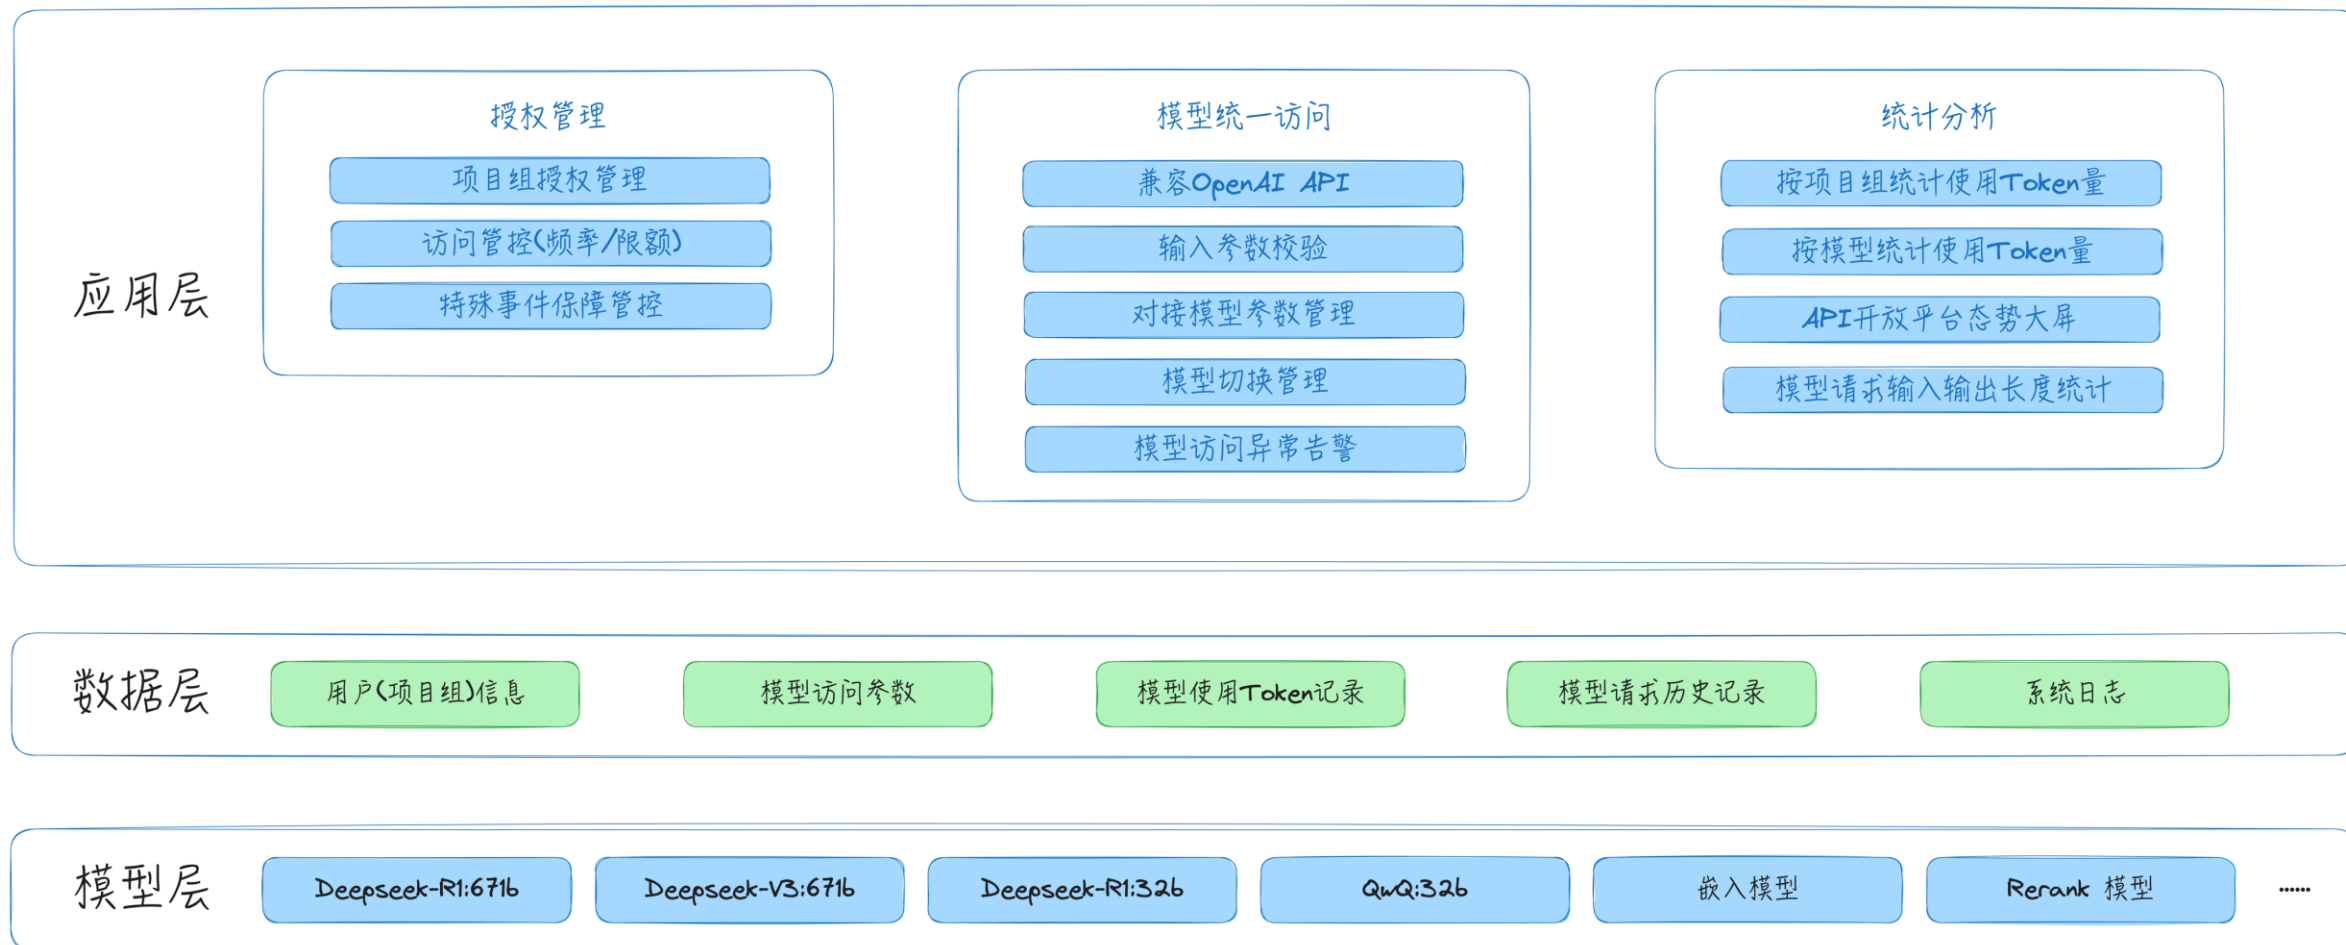 应用层
授权管理
项目组授权管理
访问管控(频率/限额)
特殊事件保障管控
模型统一访问
兼容OpenAI API
输入参数校验
对接模型参数管理
模型切换管理
模型访问异常告警
统计分析
按项目组统计使用Token量
按模型统计使用Token量
API开放平台态势大屏
模型请求输入输出长度统计
数据层
用户(项目组)信息
模型访问参数
模型使用Token记录
模型请求历史记录
系统日志
模型层
Deepseek-R1:671b
Deepseek-V3:671b
Deepseek-R1:32b
QwQ:32b
嵌入模型
Rerank 模型
······